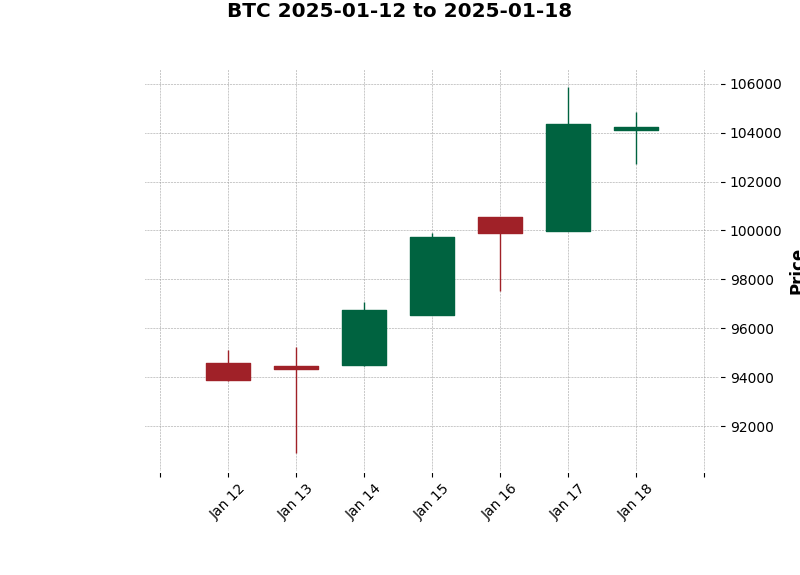 BTC 2025-01-12 to 2025-01-18
106000
104000
102000
100000
98000
96000
94000
92000
Price
Jan 12
Jan 13
Jan 14
Jan 15
Jan 16
Jan 17
Jan 18